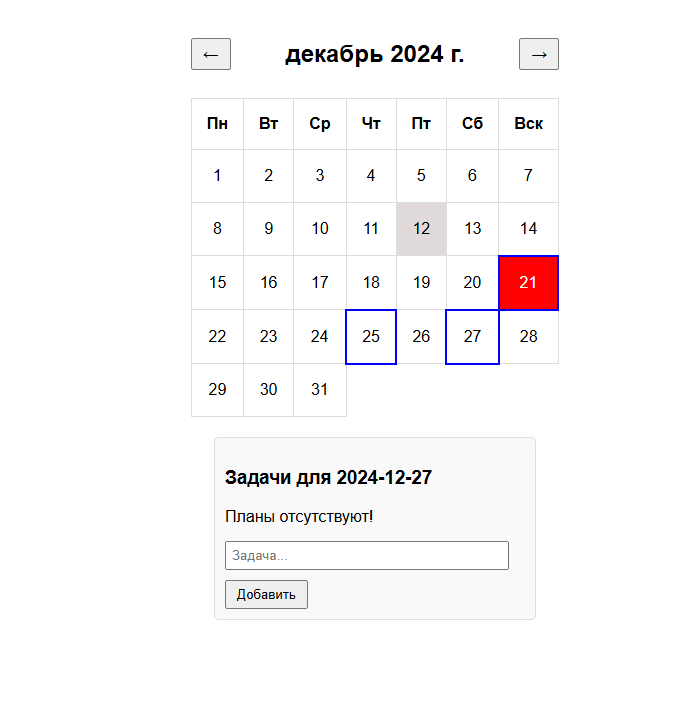 ← декабрь 2024 г. →
Пн Вт Ср Чт Пт Сб Вск
1 2 3 4 5 6 7
8 9 10 11 12 13 14
15 16 17 18 19 20 21
22 23 24 25 26 27 28
29 30 31
Задачи для 2024-12-27
Планы отсутствуют!
Задача...
Добавить